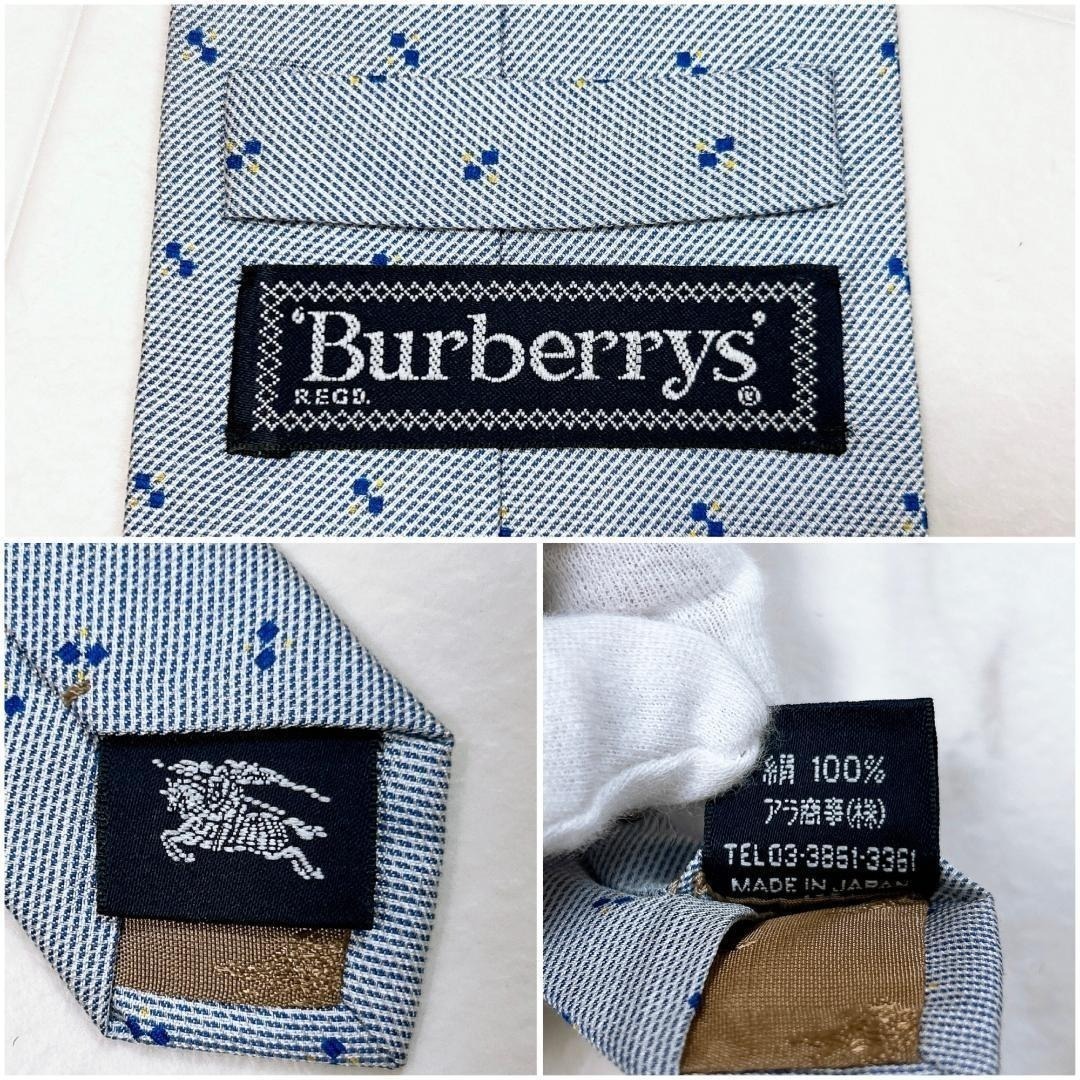 'Burberrys'
REGD. ®
絹 100%
アラ商事(株)
TEL03-3851-3361
MADE IN JAPAN